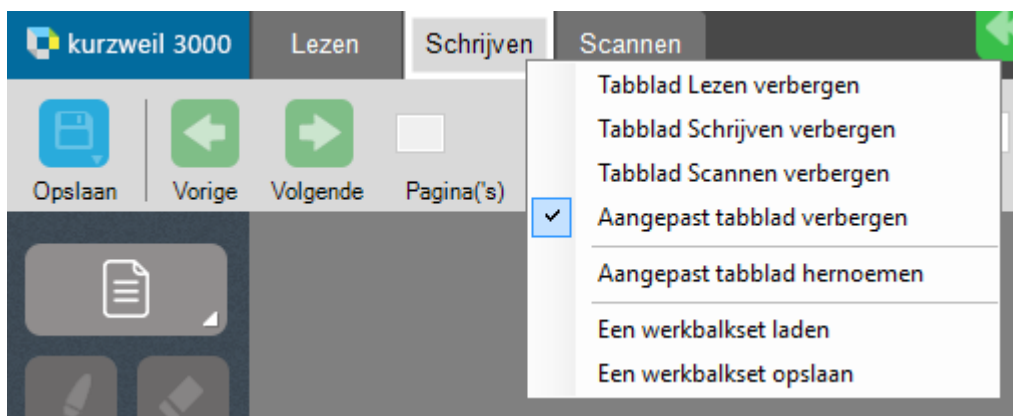 kurzweil 3000 Lezen Schrijven Scannen
Opslaan Vorige Volgende Pagina('s)
Tabblad Lezen verbergen
Tabblad Schrijven verbergen
Tabblad Scannen verbergen
Aangepast tabblad verbergen
Aangepast tabblad hernoemen
Een werkbalkset laden
Een werkbalkset opslaan